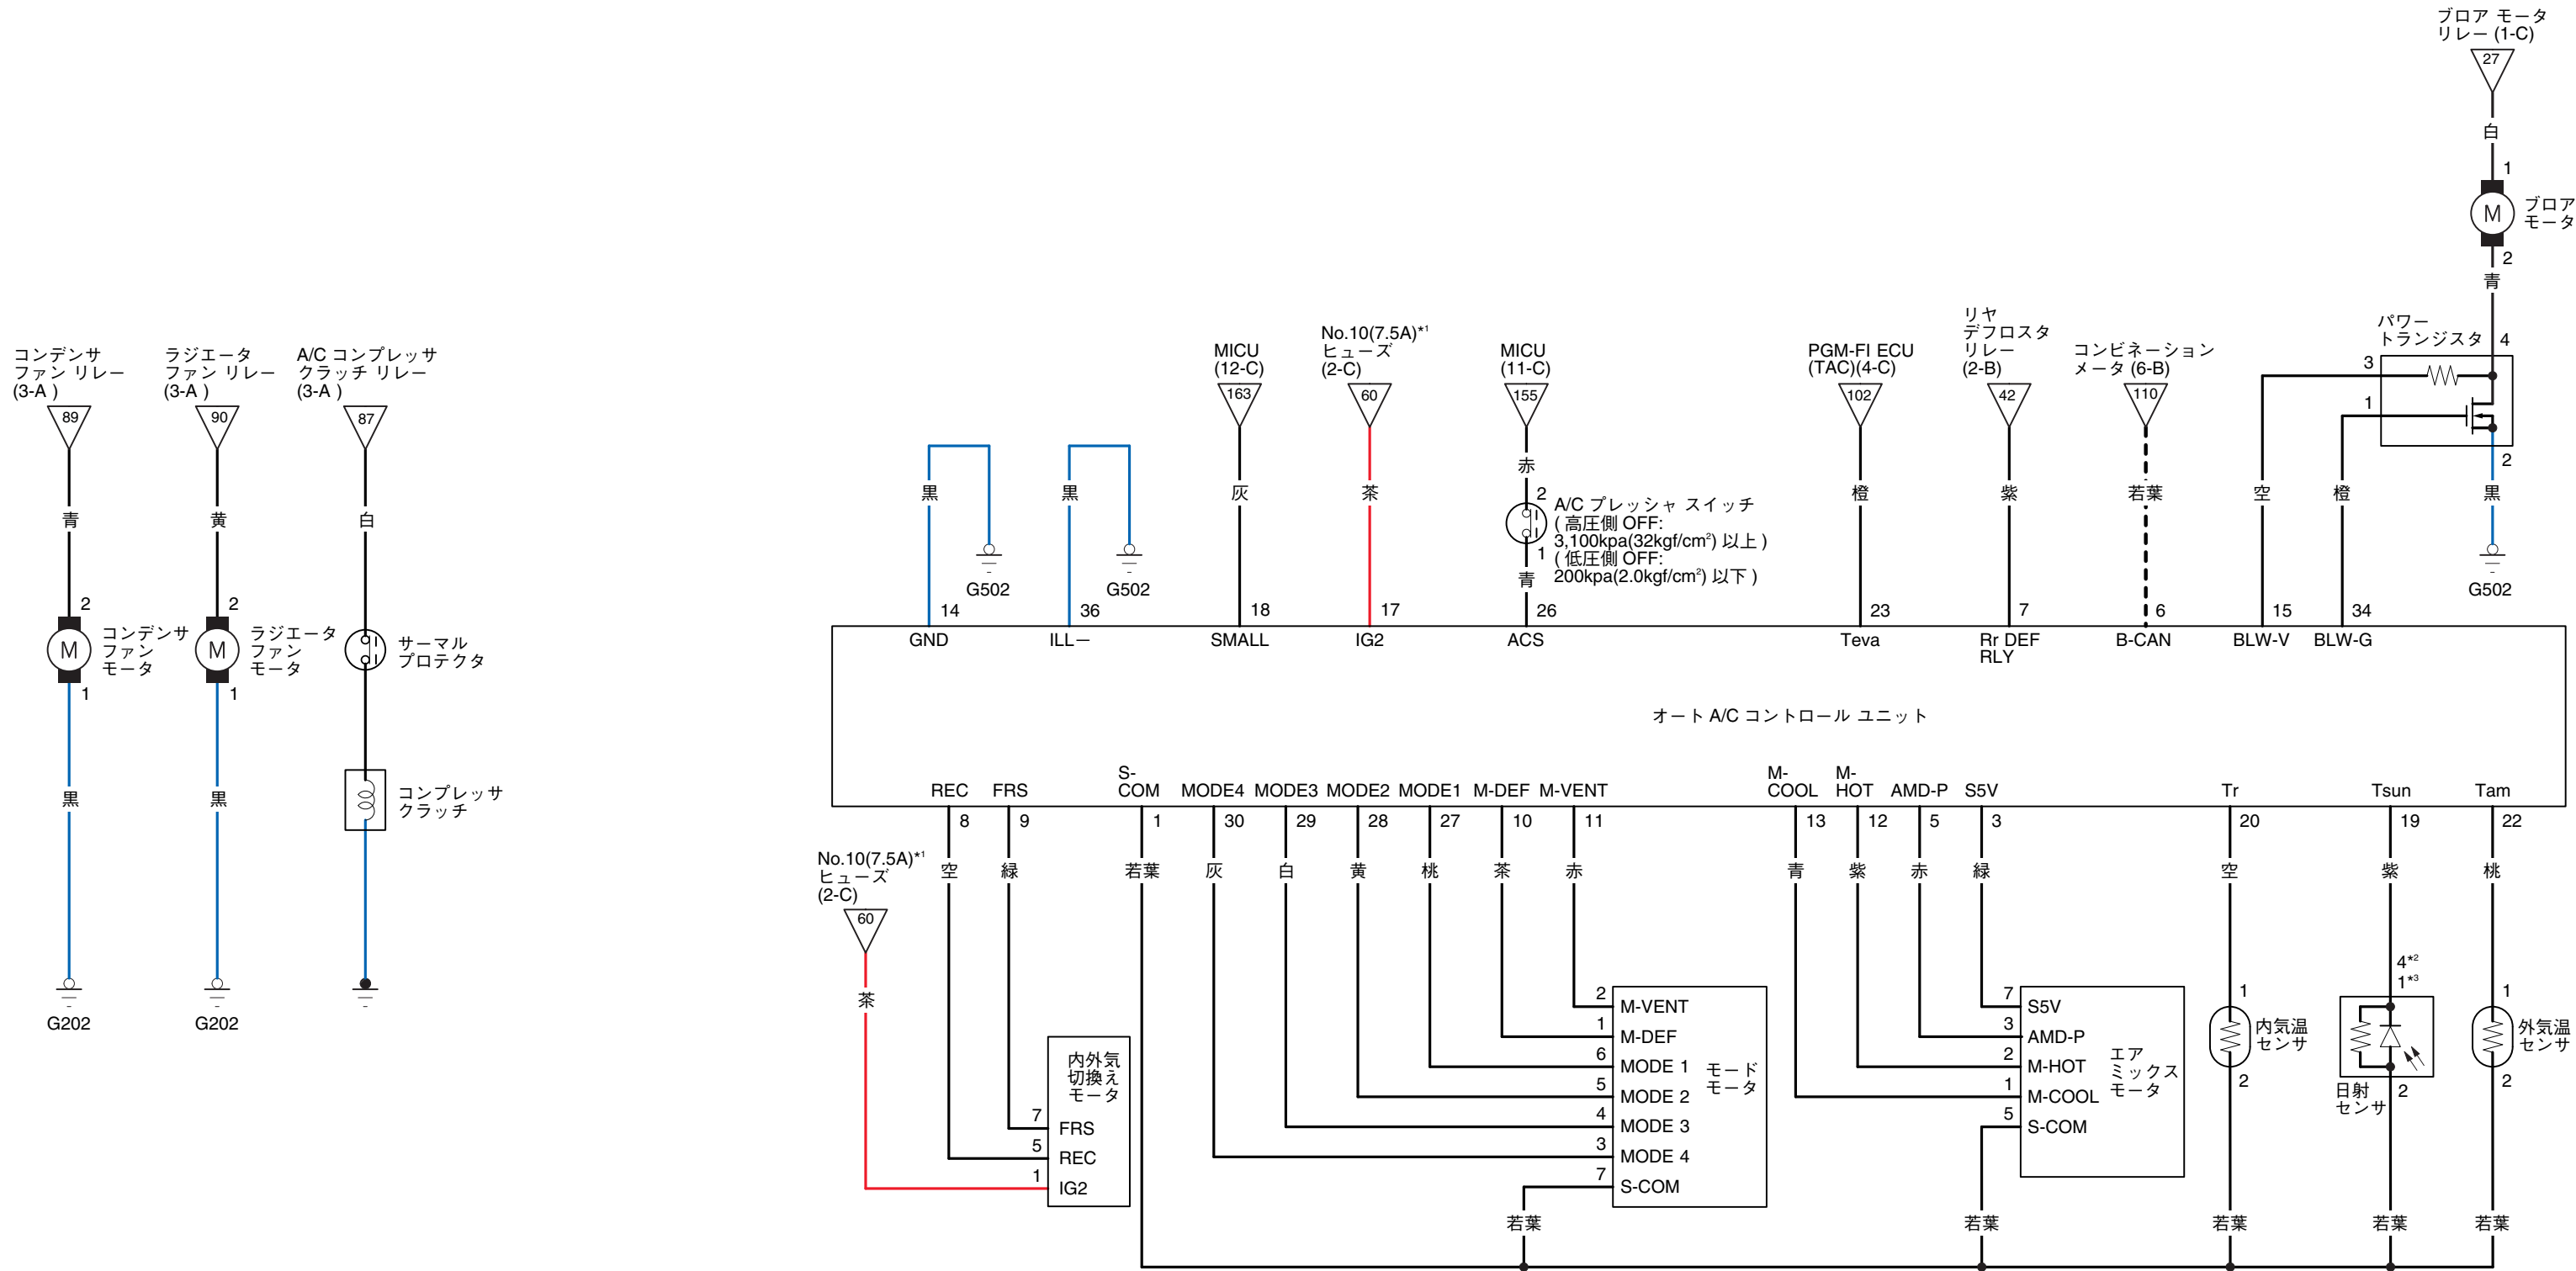 ブロア モータ
リレー (1-C)
27
白
1
M
ブロア
モータ
2
青
パワー
トランジスタ
4
3
1
2
黒
G502
コンデンサ
ファン リレー
(3-A )
89
青
2
M
コンデンサ
ファン
モータ
1
黒
G202
ラジエータ
ファン リレー
(3-A )
90
黄
2
M
ラジエータ
ファン
モータ
1
黒
G202
A/C コンプレッサ
クラッチ リレー
(3-A )
87
白
サーマル
プロテクタ
コンプレッサ
クラッチ
黒
G502
14
GND
黒
G502
36
ILL−
MICU
(12-C)
163
灰
18
SMALL
No.10(7.5A)*1
ヒューズ
(2-C)
60
茶
17
IG2
MICU
(11-C)
155
赤
2
A/C プレッシャ スイッチ
( 高圧側 OFF:
3,100kpa(32kgf/cm2) 以上 )
( 低圧側 OFF:
200kpa(2.0kgf/cm2) 以下 )
1
青
26
ACS
PGM-FI ECU
(TAC)(4-C)
102
橙
23
Teva
リヤ
デフロスタ
リレー
(2-B)
42
紫
7
Rr DEF
RLY
コンビネーション
メータ (6-B)
110
若葉
6
B-CAN
空
15
BLW-V
橙
34
BLW-G
オート A/C コントロール ユニット
REC
8
空
FRS
9
緑
S-
COM
1
若葉
MODE4
30
灰
MODE3
29
白
MODE2
28
黄
MODE1
27
桃
M-DEF
10
茶
M-VENT
11
赤
M-
COOL
13
青
M-
HOT
12
紫
AMD-P
5
赤
S5V
3
緑
Tr
20
空
Tsun
19
紫
Tam
22
桃
No.10(7.5A)*1
ヒューズ
(2-C)
60
茶
内外気
切換え
モータ
7
FRS
5
REC
1
IG2
2
M-VENT
1
M-DEF
6
MODE 1
5
MODE 2
4
MODE 3
3
MODE 4
7
S-COM
モード
モータ
若葉
7
S5V
3
AMD-P
2
M-HOT
1
M-COOL
5
S-COM
エア
ミックス
モータ
若葉
1
内気温
センサ
2
若葉
4*2
1*3
日射
センサ
2
若葉
1
外気温
センサ
2
若葉